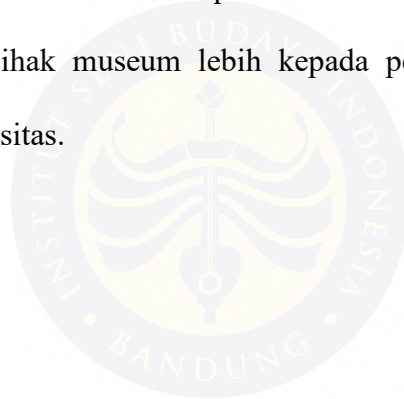 ihak museum lebih kepada
sitas.
INSTITUT SENI BUDAYA INDONESIA
BANDUNG